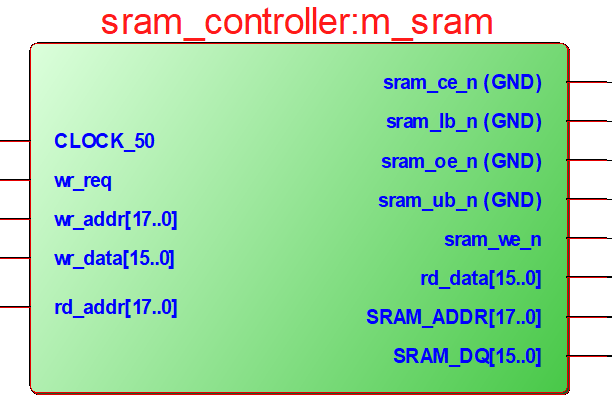 sram_controller:m_sram
CLOCK_50
wr_req
wr_addr[17..0]
wr_data[15..0]
rd_addr[17..0]
sram_ce_n (GND)
sram_lb_n (GND)
sram_oe_n (GND)
sram_ub_n (GND)
sram_we_n
rd_data[15..0]
SRAM_ADDR[17..0]
SRAM_DQ[15..0]